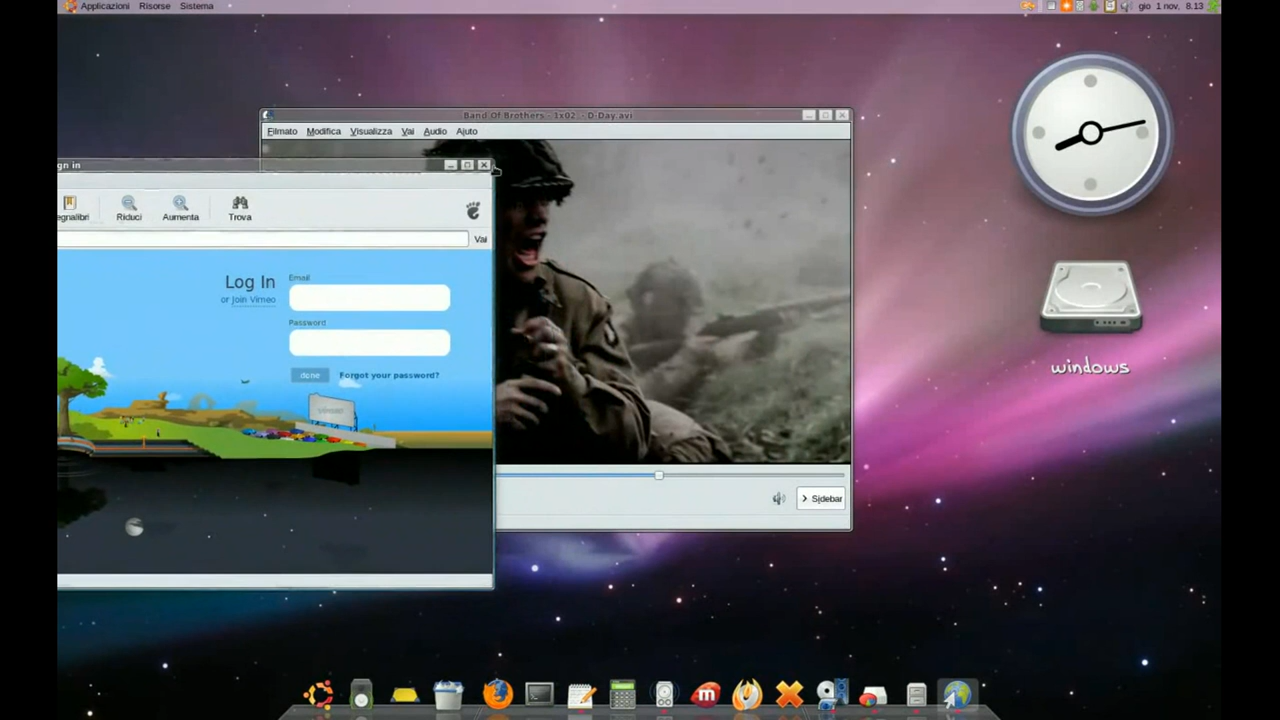 Applicazioni Risorse Sistema
gio 1 nov, 8.13
Band Of Brothers - 1x02 - D-Day.avi
Filmato Modifica Visualizza Vai Audio Aiuto
gn in
egnalibri Riduci Aumenta Trova
Vai
Log In
or Join Vimeo
Email
Password
done Forgot your password?
Sidebar
windows
m